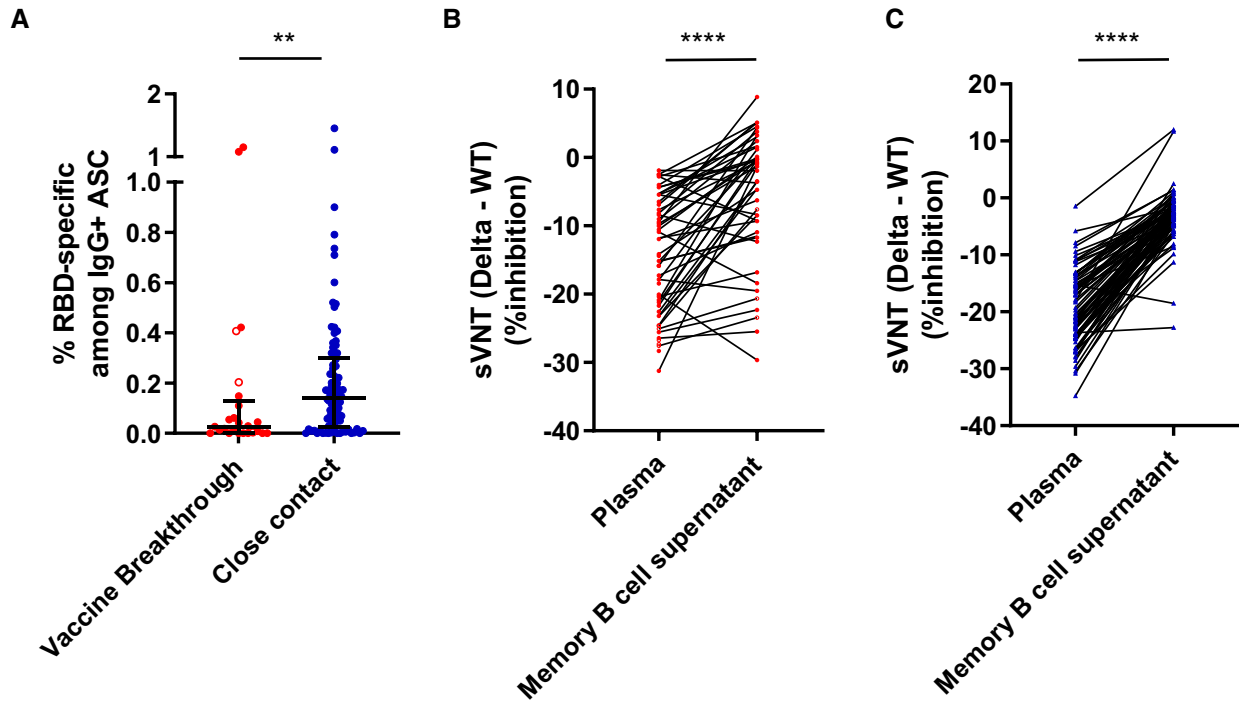 A
**
% RBD-specific
among IgG+ ASC
2
1
1.0
0.8
0.6
0.4
0.2
0.0
Vaccine Breakthrough
Close contact
B
****
sVNT (Delta - WT)
(%inhibition)
10
0
-10
-20
-30
-40
Plasma
Memory B cell supernatant
C
****
sVNT (Delta - WT)
(%inhibition)
20
10
0
-10
-20
-30
-40
Plasma
Memory B cell supernatant